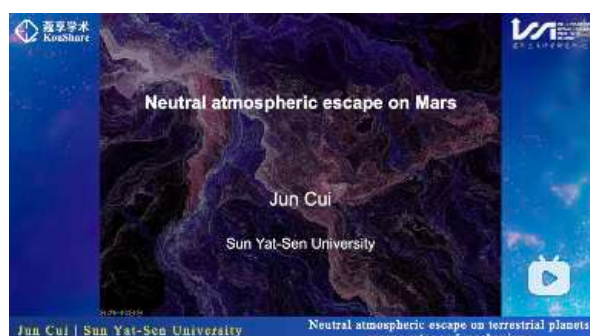 蔻享学术
KouShare
Neutral atmospheric escape on Mars
Jun Cui
Sun Yat-Sen University
Jun Cui | Sun Yat-Sen University
Neutral atmospheric escape on terrestrial planets